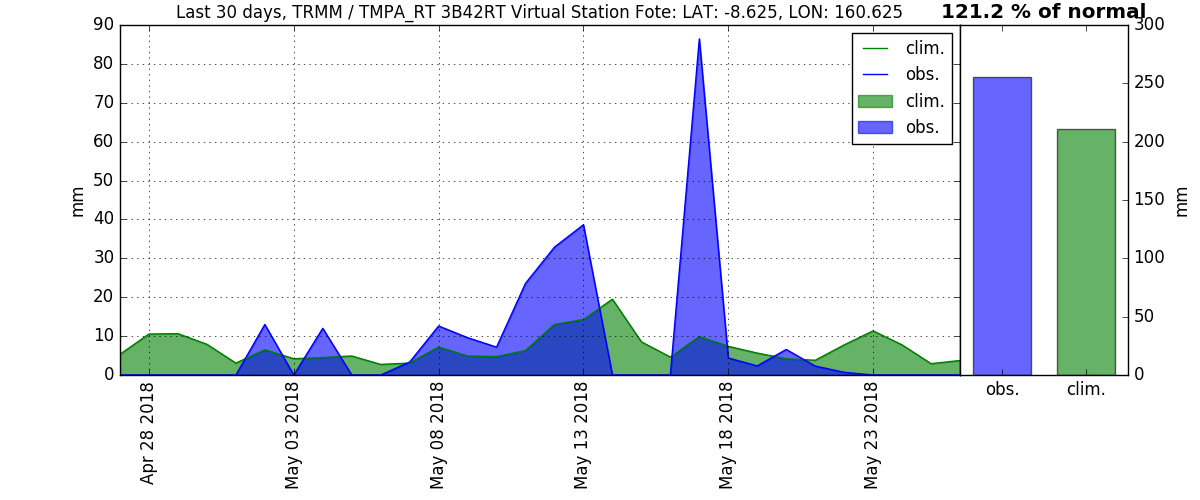 Last 30 days, TRMM / TMPA_RT 3B42RT Virtual Station Fote: LAT: -8.625, LON: 160.625
121.2 % of normal
90
80
70
60
50
40
30
20
10
0
mm
clim.
obs.
clim.
obs.
Apr 28 2018
May 03 2018
May 08 2018
May 13 2018
May 18 2018
May 23 2018
300
250
200
150
100
50
0
mm
obs.
clim.